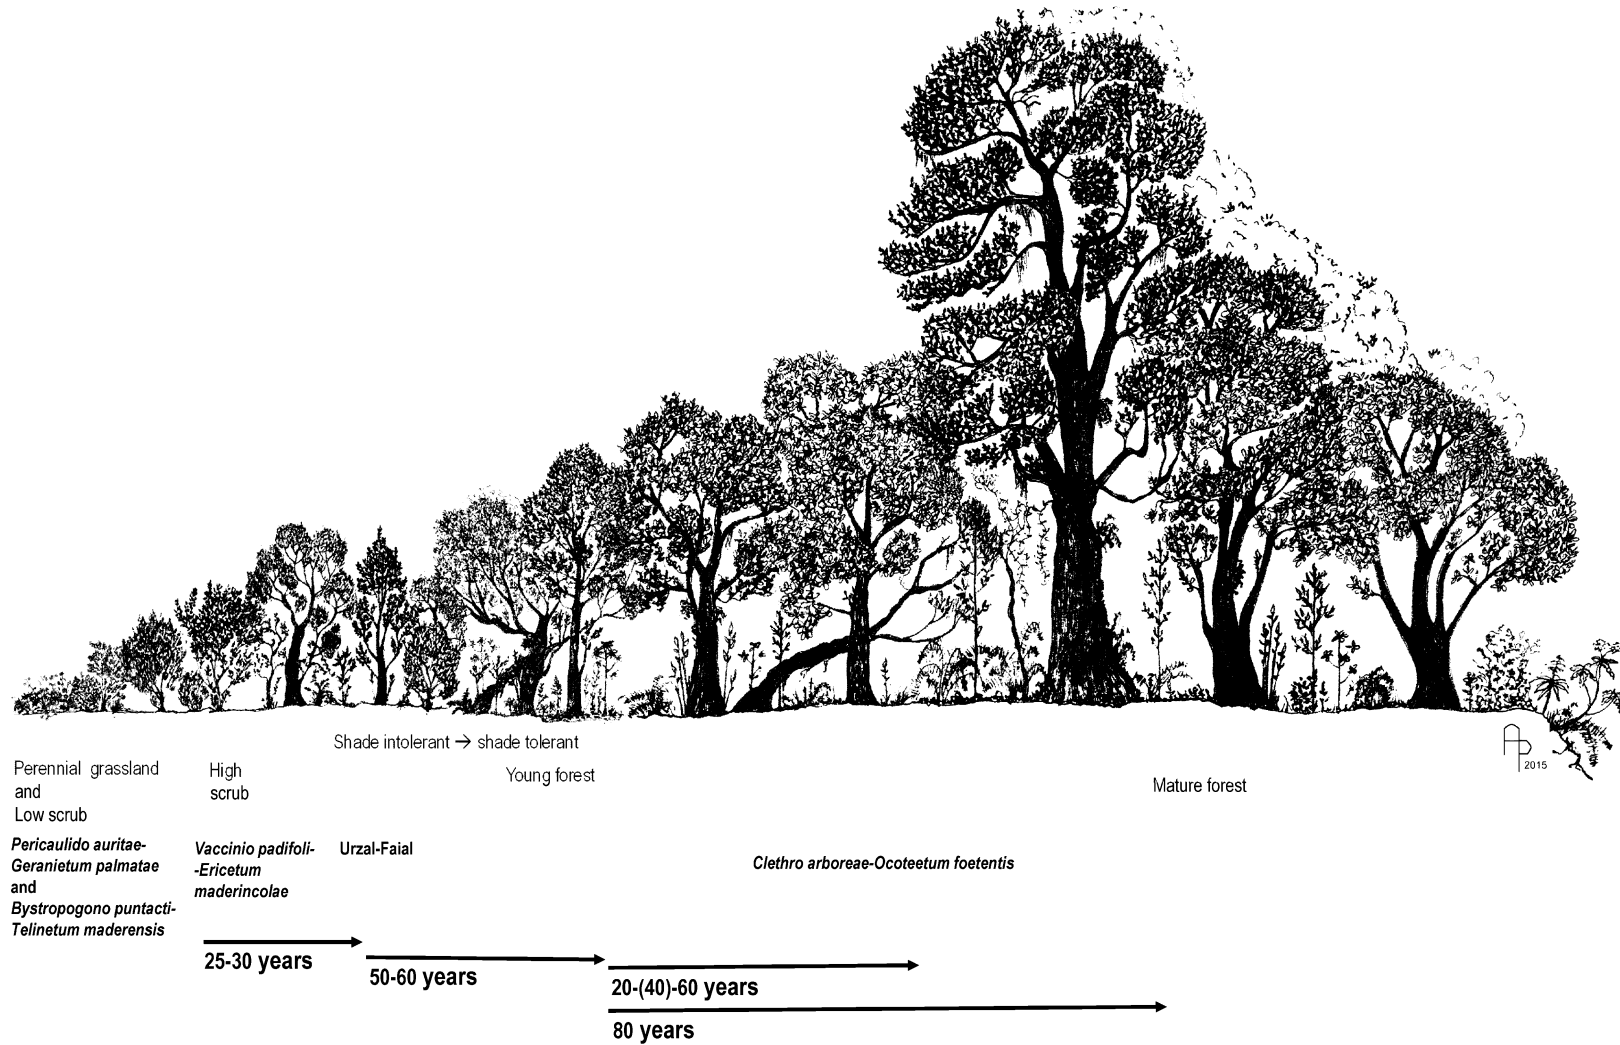 Shade intolerant → shade tolerant
Perennial grassland
and
Low scrub
High
scrub
Young forest
Mature forest
AP
2015
Pericaulido auritae-
Geranietum palmatae
and
Bystropogono puntacti-
Telinetum maderensis
Vaccinio padifoli-
-Ericetum
maderincolae
Urzal-Faial
Clethro arboreae-Ocoteetum foetentis
25-30 years
50-60 years
20-(40)-60 years
80 years